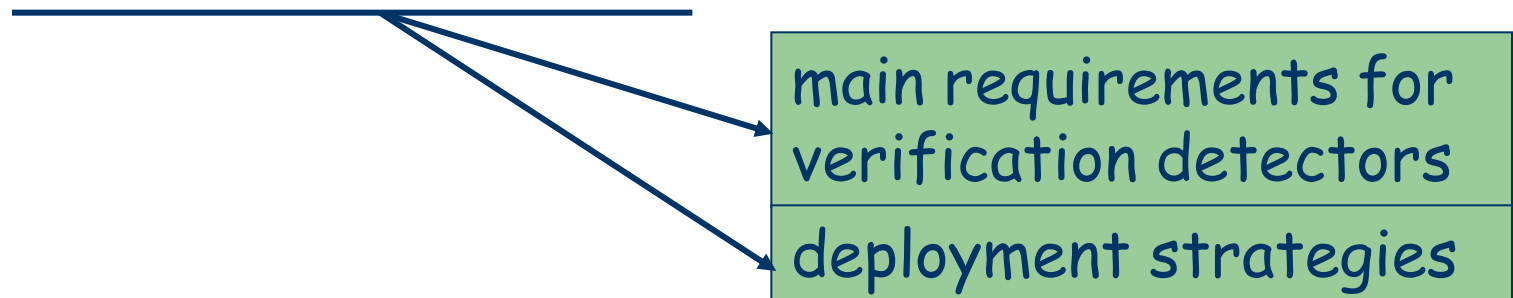 main requirements for
verification detectors
deployment strategies